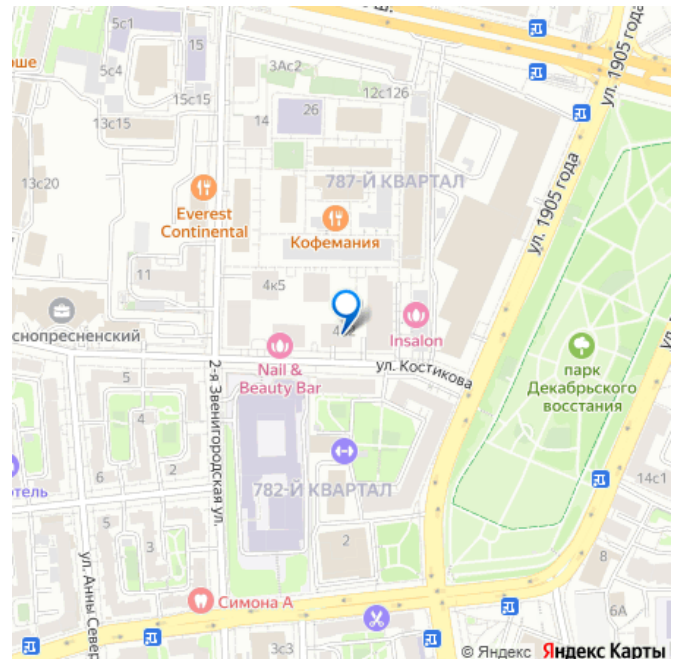 5с1
15
ш.
ул. 1905 года
оше
5с4
3Ас2
12с126
15с15
26
14
13с15
787-Й КВАРТАЛ
13с20
Everest
Continental
Кофемания
ул. 1905 года
11
4к5
снопресненский
Insalon
Nail &
Beauty Bar
ул. Костикова
парк
Декабрьского
восстания
5
2-я Звенигородская ул.
4
6
2
отель
782-Й КВАРТАЛ
14с1
5
3
2
8
ул. Анны Север
Симона А
6А
3с3
© Яндекс Яндекс Карты